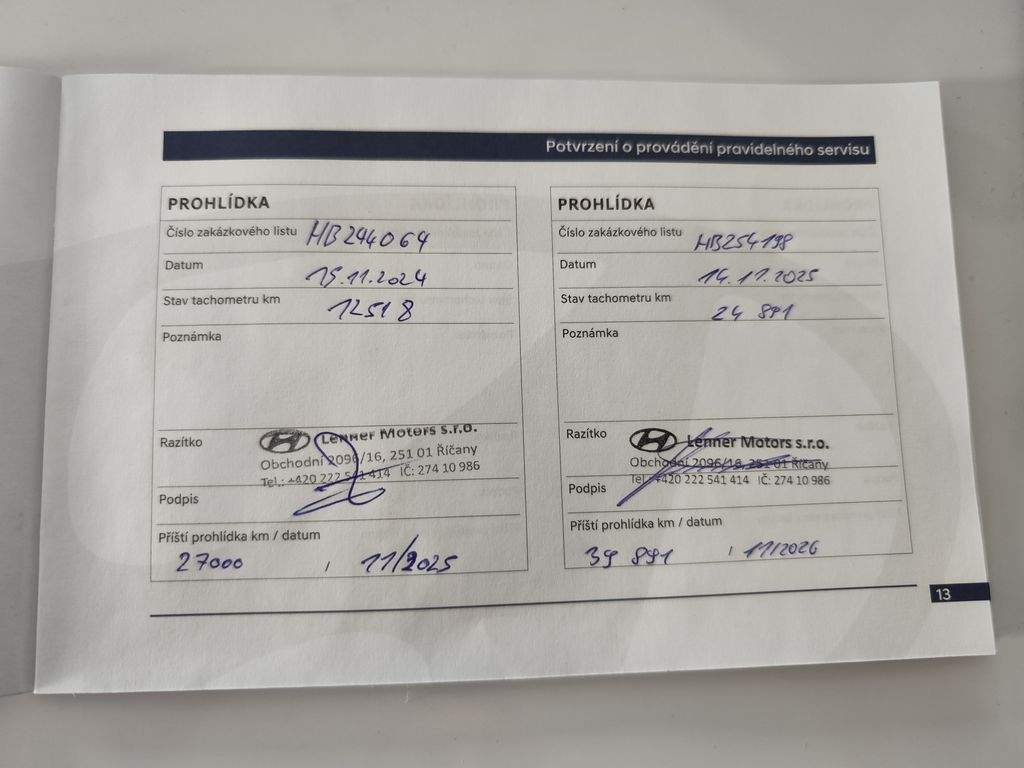 Potvrzení o provádění pravidelného servisu
PROHLÍDKA
Číslo zakázkového listu HB244064
Datum 15.11.2024
Stav tachometru km 12518
Poznámka
Razítko Lenner Motors s.r.o.
Obchodní 2096/16, 251 01 Říčany
Tel.: +420 222 541 414 IČ: 274 10 986
Podpis
Příští prohlídka km / datum
27000 / 11/2025
PROHLÍDKA
Číslo zakázkového listu HB254198
Datum 14.11.2025
Stav tachometru km 24 891
Poznámka
Razítko Lenner Motors s.r.o.
Obchodní 2096/16, 251 01 Říčany
Tel.: +420 222 541 414 IČ: 274 10 986
Podpis
Příští prohlídka km / datum
39 891 / 11/2026
13